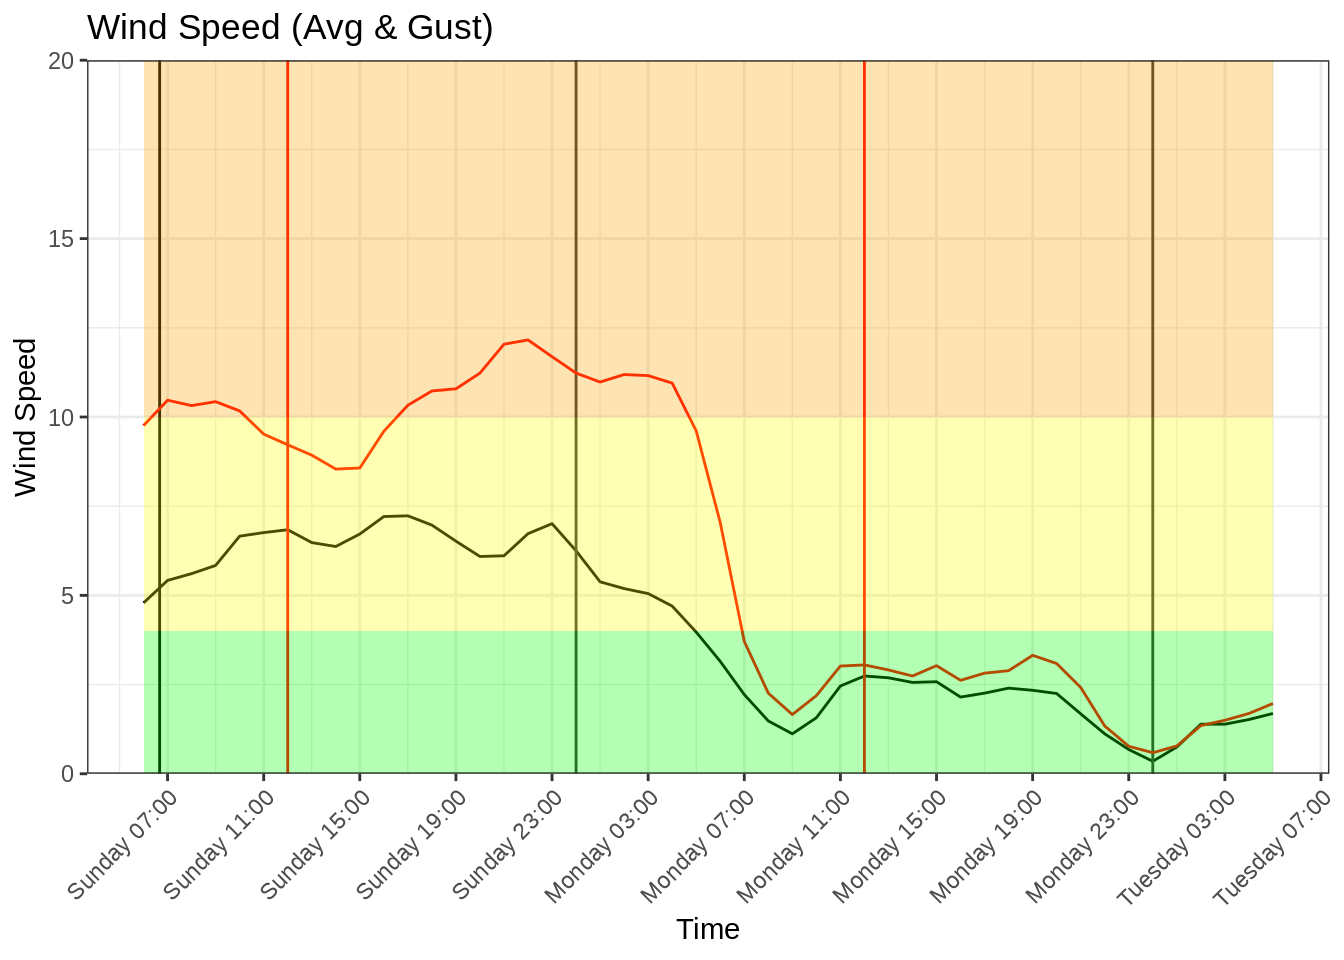 Wind Speed (Avg & Gust)
Wind Speed
20
15
10
5
0
Sunday 07:00
Sunday 11:00
Sunday 15:00
Sunday 19:00
Sunday 23:00
Monday 03:00
Monday 07:00
Monday 11:00
Monday 15:00
Monday 19:00
Monday 23:00
Tuesday 03:00
Tuesday 07:00
Time